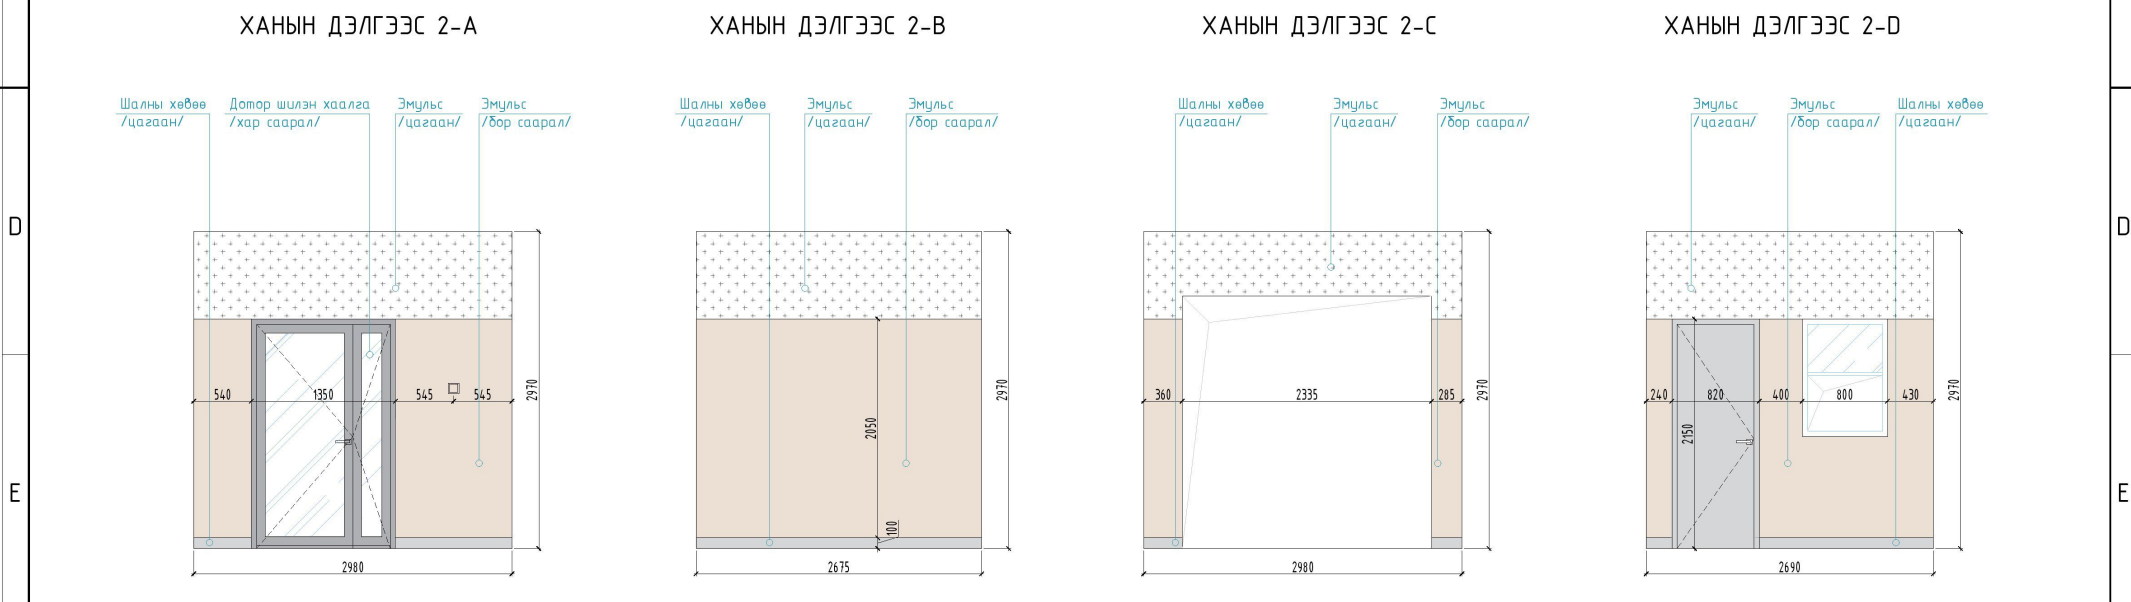 ХАНЫН ДЭЛГЭЭС 2-A
ХАНЫН ДЭЛГЭЭС 2-B
ХАНЫН ДЭЛГЭЭС 2-C
ХАНЫН ДЭЛГЭЭС 2-D
Шалны хөвөө
/цагаан/
Дотор шилэн хаалга
/хар саарал/
Эмульс
/цагаан/
Эмульс
/бор саарал/
Шалны хөвөө
/цагаан/
Эмульс
/цагаан/
Эмульс
/бор саарал/
Шалны хөвөө
/цагаан/
Эмульс
/цагаан/
Эмульс
/бор саарал/
Эмульс
/цагаан/
Эмульс
/бор саарал/
Шалны хөвөө
/цагаан/
D
D
E
E
540
1350
545
545
2970
2980
2050
100
2970
2675
360
2335
285
2970
2980
240
820
400
800
430
2150
2970
2690